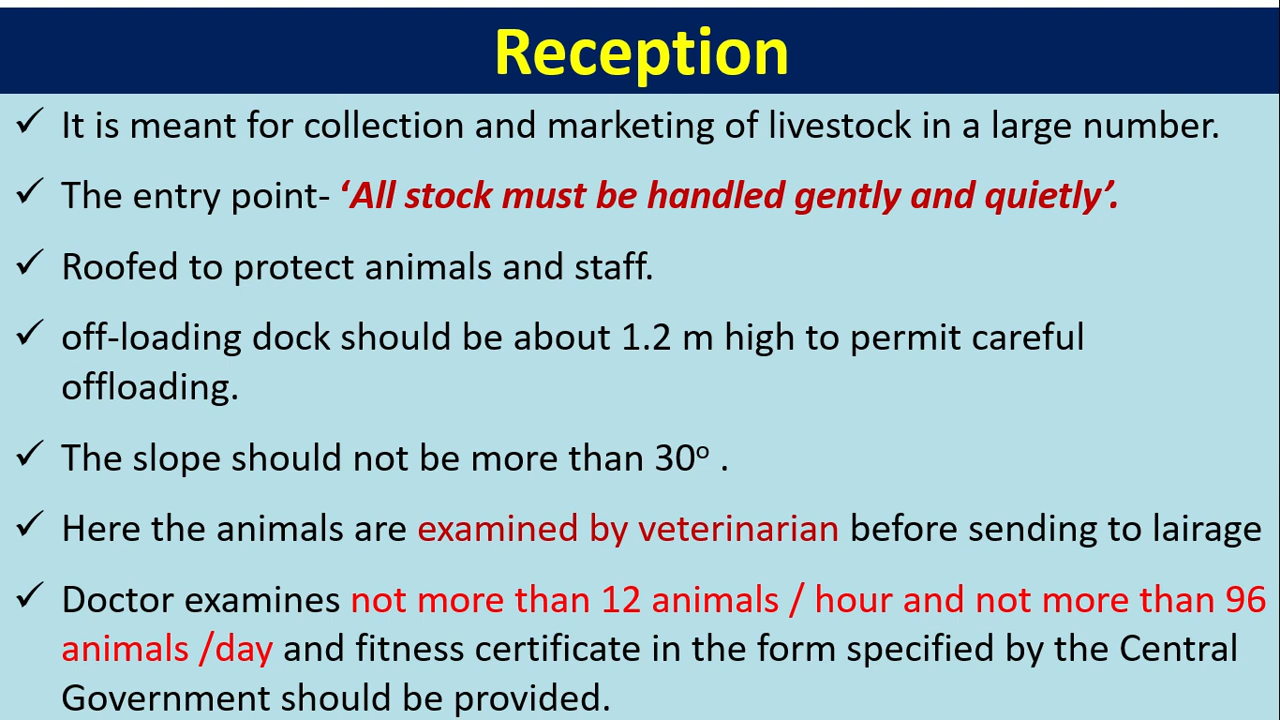 Reception
✓ It is meant for collection and marketing of livestock in a large number.
✓ The entry point- ‘All stock must be handled gently and quietly’.
✓ Roofed to protect animals and staff.
✓ off-loading dock should be about 1.2 m high to permit careful
offloading.
✓ The slope should not be more than 30º .
✓ Here the animals are examined by veterinarian before sending to lairage
✓ Doctor examines not more than 12 animals / hour and not more than 96
animals /day and fitness certificate in the form specified by the Central
Government should be provided.